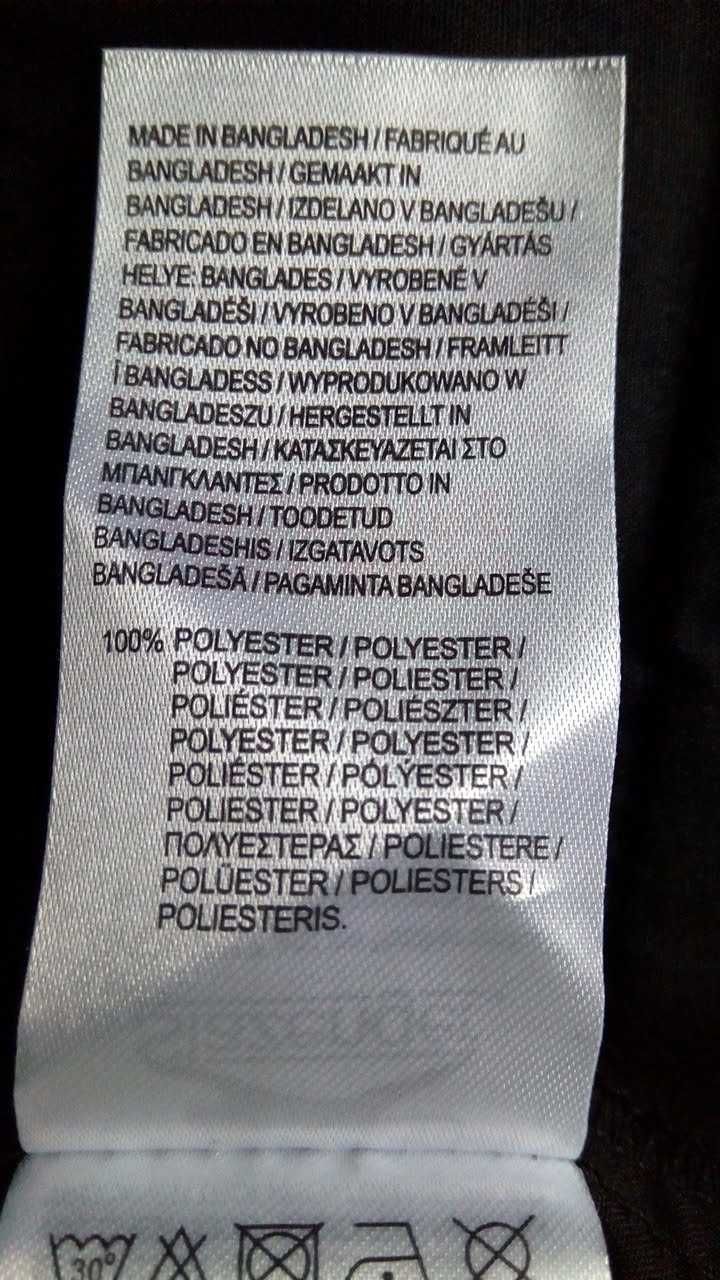 MADE IN BANGLADESH / FABRIQUÉ AU
BANGLADESH / GEMAAKT IN
BANGLADESH / IZDELANO V BANGLADEŠU /
FABRICADO EN BANGLADESH / GYÁRTÁS
HELYE: BANGLADES / VYROBENÉ V
BANGLADÉŠI / VYROBENO V BANGLADÉŠI /
FABRICADO NO BANGLADESH / FRAMLEITT
Í BANGLADESS / WYPRODUKOWANO W
BANGLADESZU / HERGESTELLT IN
BANGLADESH / ΚΑΤΑΣΚΕΥΑΖΕΤΑΙ ΣΤΟ
ΜΠΑΝΓΚΛΑΝΤΕΣ / PRODOTTO IN
BANGLADESH / TOODETUD
BANGLADESHIS / IZGATAVOTS
BANGLADEŠĀ / PAGAMINTA BANGLADEŠE
100% POLYESTER / POLYESTER /
POLYESTER / POLIESTER /
POLIÉSTER / POLIÉSZTER /
POLYESTER / POLYESTER /
POLIÉSTER / PÓLÝESTER /
POLIESTER / POLYESTER /
ΠΟΛΥΕΣΤΕΡΑΣ / POLIESTERE /
POLÜESTER / POLIESTERS /
POLIESTERIS.
30°